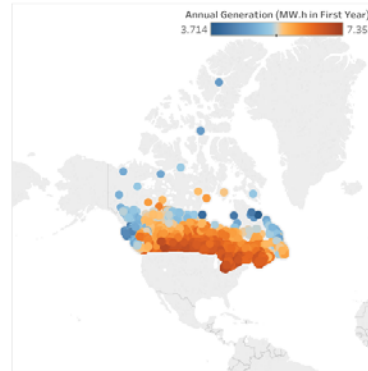 Annual Generation (MW.h in First Year)
3.714 7.35